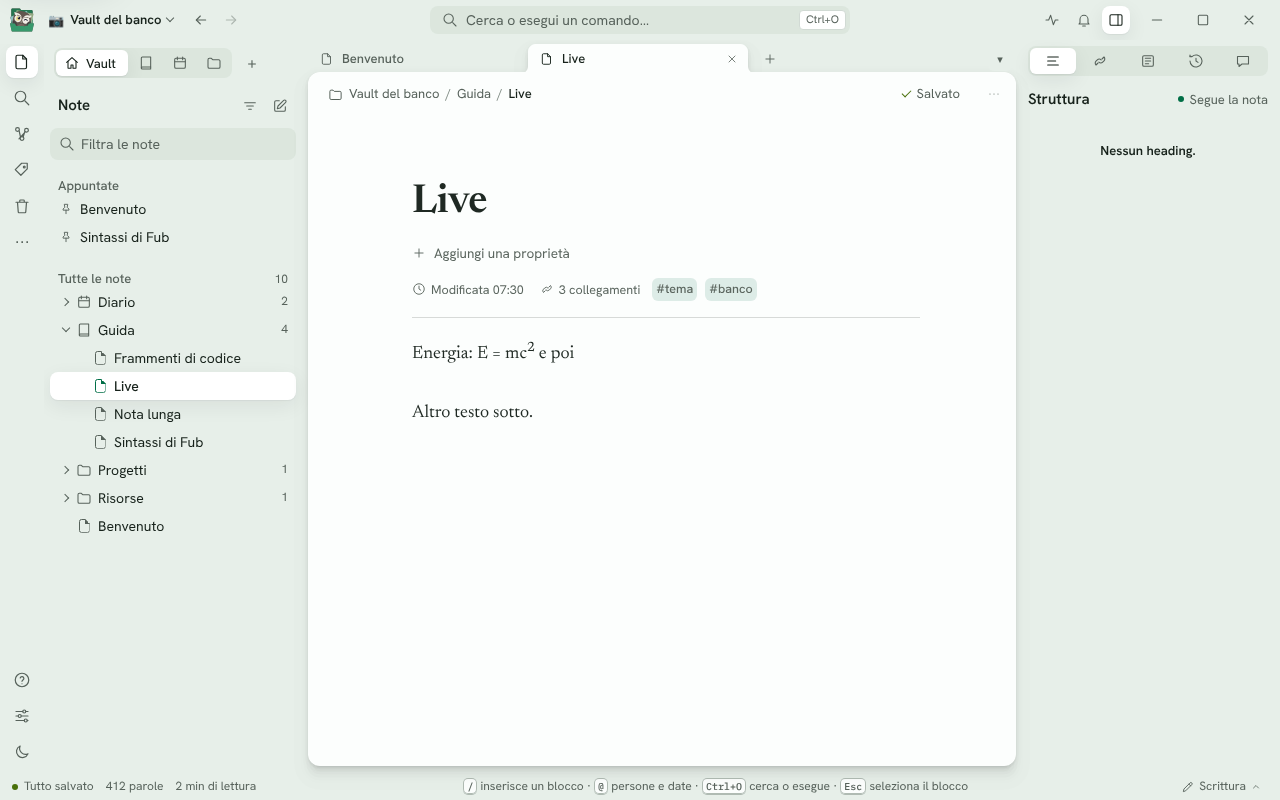 Vault del banco
Cerca o esegui un comando…
Ctrl+O
Vault
Note
Filtra le note
Appuntate
Benvenuto
Sintassi di Fub
Tutte le note 10
Diario 2
Guida 4
Frammenti di codice
Live
Nota lunga
Sintassi di Fub
Progetti 1
Risorse 1
Benvenuto
Benvenuto
Live
Vault del banco / Guida / Live
Salvato
Live
Aggiungi una proprietà
Modificata 07:30 3 collegamenti #tema #banco
Energia: E = mc² e poi
Altro testo sotto.
Struttura
Segue la nota
Nessun heading.
Tutto salvato 412 parole 2 min di lettura
/ inserisce un blocco · @ persone e date · Ctrl+O cerca o esegue · Esc seleziona il blocco
Scrittura